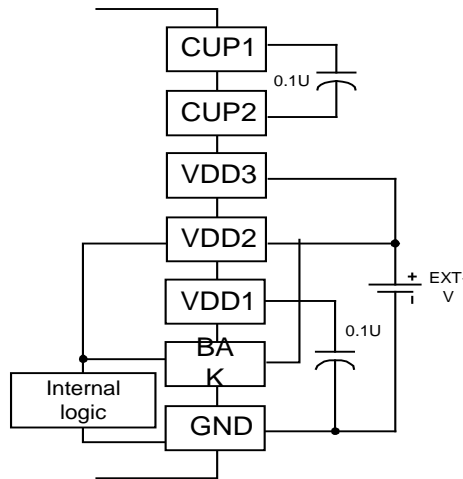 CUP1
0.1U
CUP2
VDD3
VDD2
+
EXT-
V
VDD1
0.1U
BA
K
Internal
logic
GND